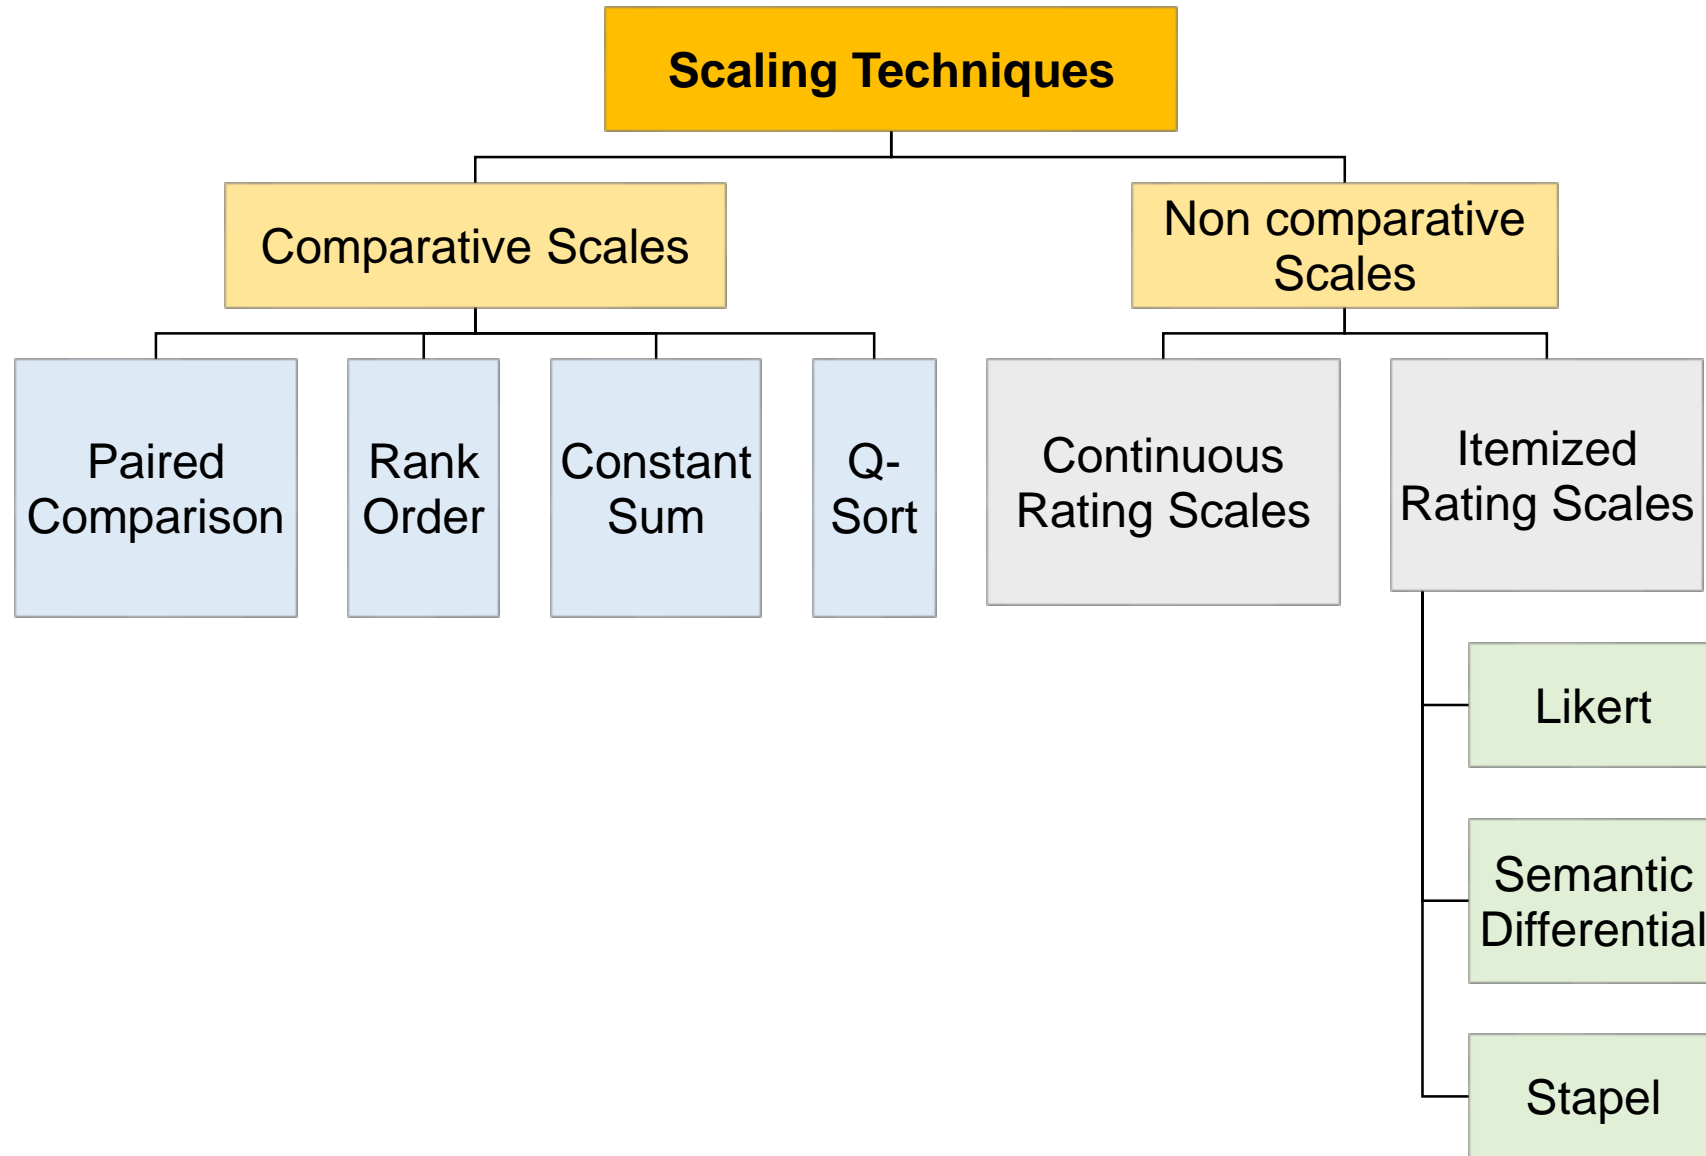 Scaling Techniques
Comparative Scales
Non comparative
Scales
Paired
Comparison
Rank
Order
Constant
Sum
Q-
Sort
Continuous
Rating Scales
Itemized
Rating Scales
Likert
Semantic
Differential
Stapel